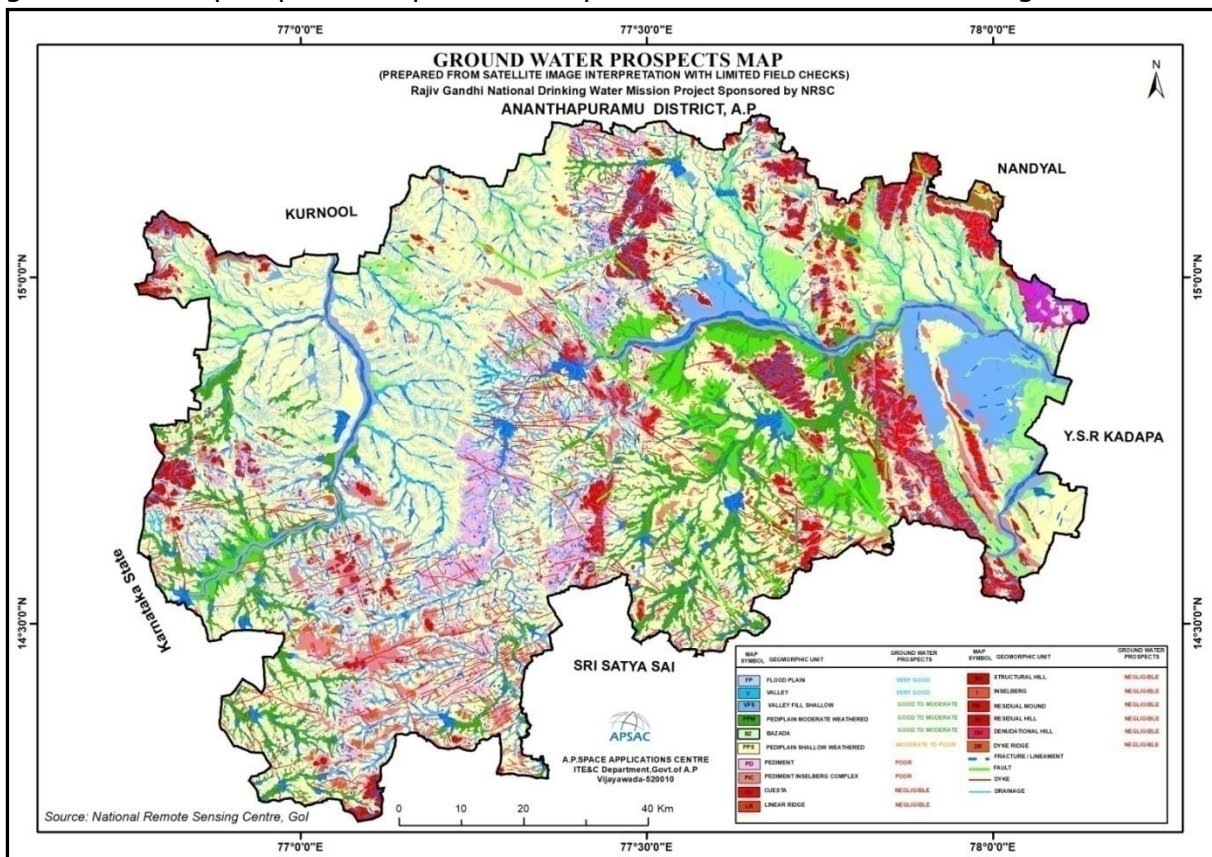 77°0'0"E 77°30'0"E 78°0'0"E
GROUND WATER PROSPECTS MAP
(PREPARED FROM SATELLITE IMAGE INTERPRETATION WITH LIMITED FIELD CHECKS)
Rajiv Gandhi National Drinking Water Mission Project Sponsored by NRSC
ANANTHAPURAMU DISTRICT, A.P
N
NANDYAL
KURNOOL
15°0'0"N 15°0'0"N
Y.S.R KADAPA
Karnataka State
14°30'0"N 14°30'0"N
SRI SATYA SAI
APSAC
A.P.SPACE APPLICATIONS CENTRE
ITE&C Department,Govt.of A.P
Vijayawada-520010
0 10 20 40 Km
Source: National Remote Sensing Centre, GoI
MAP SYMBOL GEOMORPHIC UNIT GROUND WATER PROSPECTS
FP FLOOD PLAIN VERY GOOD
V VALLEY VERY GOOD
VFS VALLEY FILL SHALLOW GOOD TO MODERATE
PPM PEDIPLAIN MODERATE WEATHERED GOOD TO MODERATE
BZ BAZADA GOOD TO MODERATE
PPS PEDIPLAIN SHALLOW WEATHERED MODERATE TO POOR
PD PEDIMENT POOR
PIC PEDIMENT INSELBERG COMPLEX POOR
CUESTA NEGLIGIBLE
LR LINEAR RIDGE NEGLIGIBLE
MAP SYMBOL GEOMORPHIC UNIT GROUND WATER PROSPECTS
STRUCTURAL HILL NEGLIGIBLE
I INSELBERG NEGLIGIBLE
RESIDUAL MOUND NEGLIGIBLE
RESIDUAL HILL NEGLIGIBLE
DH DENUDATIONAL HILL NEGLIGIBLE
DR DYKE RIDGE NEGLIGIBLE
FRACTURE / LINEAMENT
FAULT
DYKE
DRAINAGE
77°0'0"E 77°30'0"E 78°0'0"E